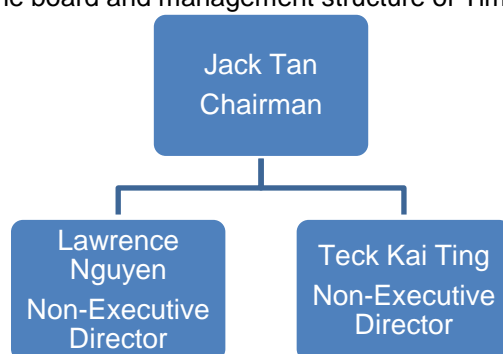 board and management structure of
Jack Tan
Chairman
Lawrence
Nguyen
Non-Executive
Director
Teck Kai Ting
Non-Executive
Director